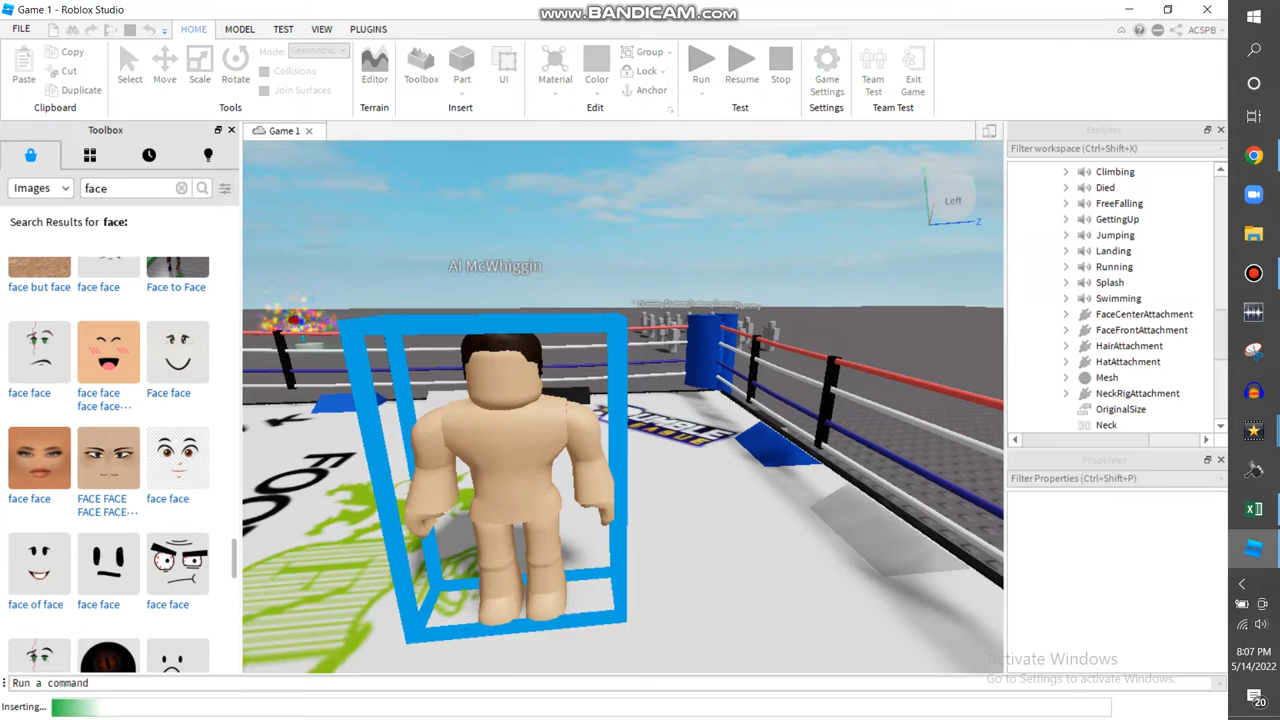 Game 1 - Roblox Studio
www.BANDICAM.com
FILE HOME MODEL TEST VIEW PLUGINS ACSPB
Paste Copy Cut Duplicate
Clipboard
Select Move Scale Rotate
Mode: Geometric
Collisions
Join Surfaces
Tools
Editor
Terrain
Toolbox Part UI
Insert
Material Color
Group
Lock
Anchor
Edit
Run Resume Stop
Test
Game Settings
Settings
Team Test
Exit Game
Team Test
Toolbox
Game 1
Explorer
Images
face
Filter workspace (Ctrl+Shift+X)
Search Results for face:
face but face
face face
Face to Face
face face
face face face face…
Face face
face face
FACE FACE FACE FACE…
face face
face of face
face face
face face
Left
Z
Al McWhiggin
RUMBLE
LEAGUE
Climbing
Died
FreeFalling
GettingUp
Jumping
Landing
Running
Splash
Swimming
FaceCenterAttachment
FaceFrontAttachment
HairAttachment
HatAttachment
Mesh
NeckRigAttachment
OriginalSize
Neck
Properties
Filter Properties (Ctrl+Shift+P)
Activate Windows
Go to Settings to activate Windows.
Run a command
Inserting...
8:07 PM
5/14/2022
20